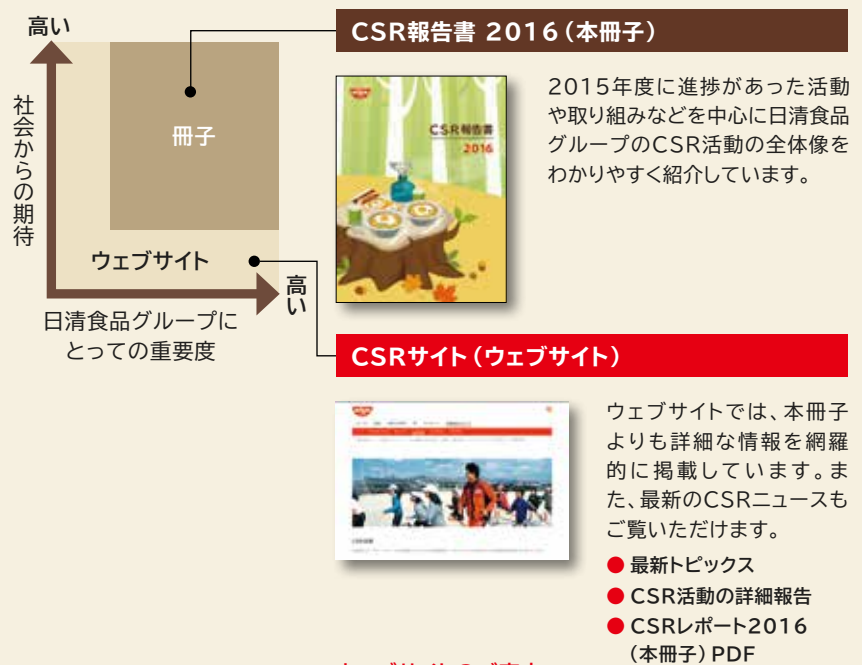 高い
社会からの期待
冊子
ウェブサイト
高い
日清食品グループに
とっての重要度
CSR報告書 2016（本冊子）
CSR報告書
2016
2015年度に進捗があった活動
や取り組みなどを中心に日清食品
グループのCSR活動の全体像を
わかりやすく紹介しています。
CSRサイト（ウェブサイト）
ウェブサイトでは、本冊子
よりも詳細な情報を網羅
的に掲載しています。ま
た、最新のCSRニュースも
ご覧いただけます。
● 最新トピックス
● CSR活動の詳細報告
● CSRレポート2016
（本冊子）PDF